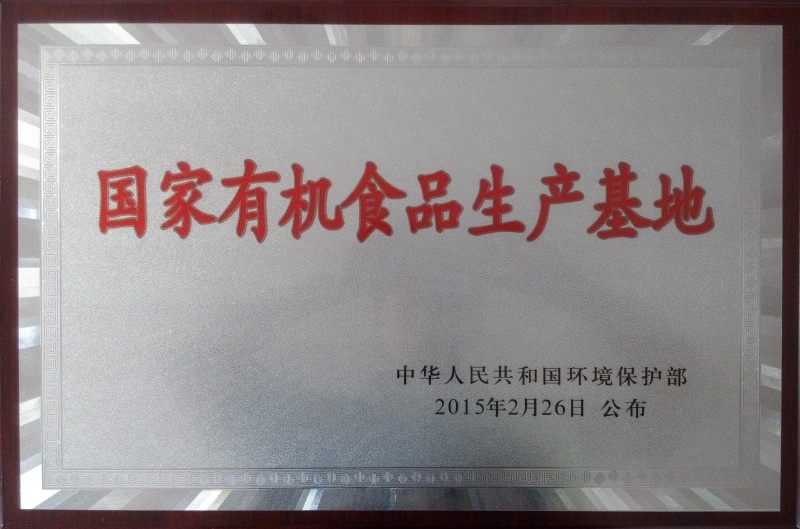 国家有机食品生产基地
中华人民共和国环境保护部
2015年2月26日 公布